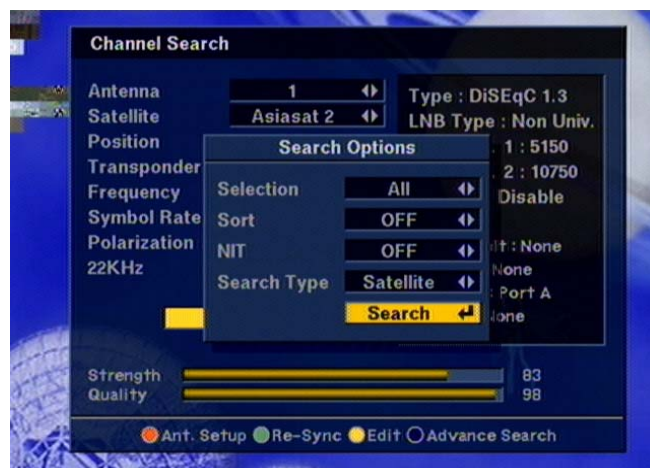 Channel Search
Antenna 1
Satellite Asiasat 2
Position
Transponder
Frequency
Symbol Rate
Polarization
22KHz
Type : DiSEqC 1.3
LNB Type : Non Univ.
1 : 5150
2 : 10750
Disable
: None
None
: Port A
Search Options
Selection All
Sort OFF
NIT OFF
Search Type Satellite
Search
Strength 83
Quality 98
Ant. Setup Re-Sync Edit Advance Search